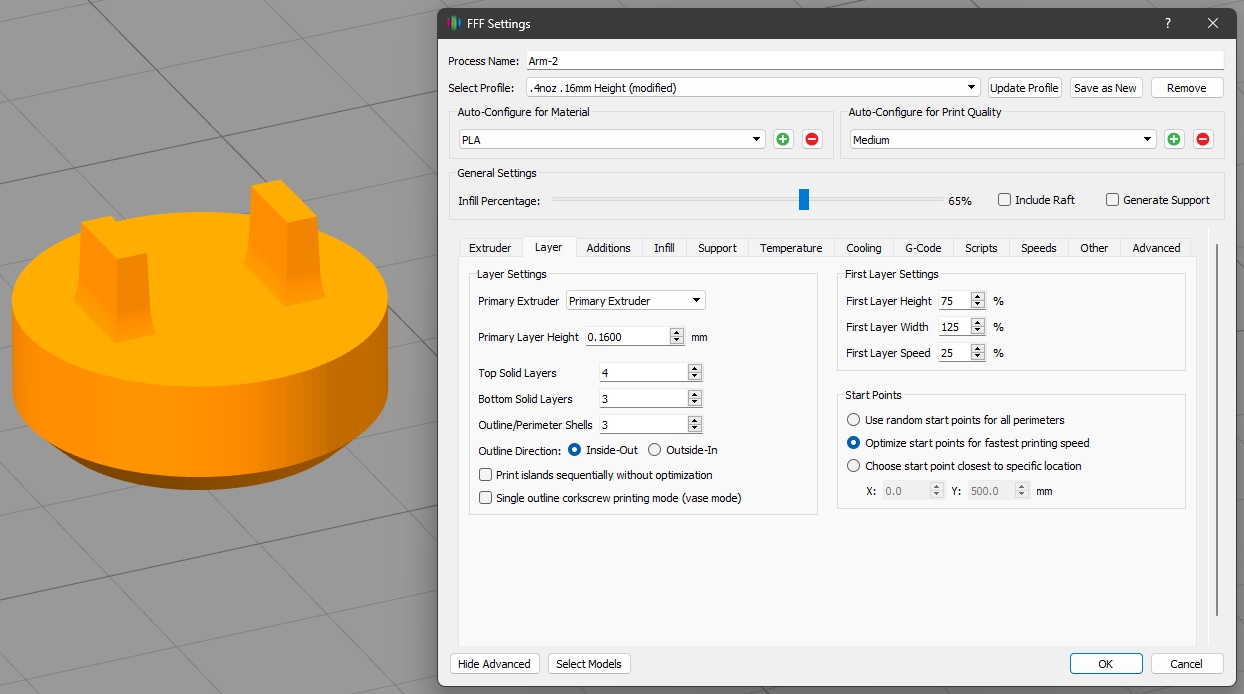 FFF Settings
?
Process Name: Arm-2
Select Profile: .4noz .16mm Height (modified) Update Profile Save as New Remove
Auto-Configure for Material
PLA
Auto-Configure for Print Quality
Medium
General Settings
Infill Percentage: 65% Include Raft Generate Support
Extruder Layer Additions Infill Support Temperature Cooling G-Code Scripts Speeds Other Advanced
Layer Settings
Primary Extruder Primary Extruder
Primary Layer Height 0.1600 mm
Top Solid Layers 4
Bottom Solid Layers 3
Outline/Perimeter Shells 3
Outline Direction: Inside-Out Outside-In
Print islands sequentially without optimization
Single outline corkscrew printing mode (vase mode)
First Layer Settings
First Layer Height 75 %
First Layer Width 125 %
First Layer Speed 25 %
Start Points
Use random start points for all perimeters
Optimize start points for fastest printing speed
Choose start point closest to specific location
X: 0.0 Y: 500.0 mm
Hide Advanced Select Models OK Cancel